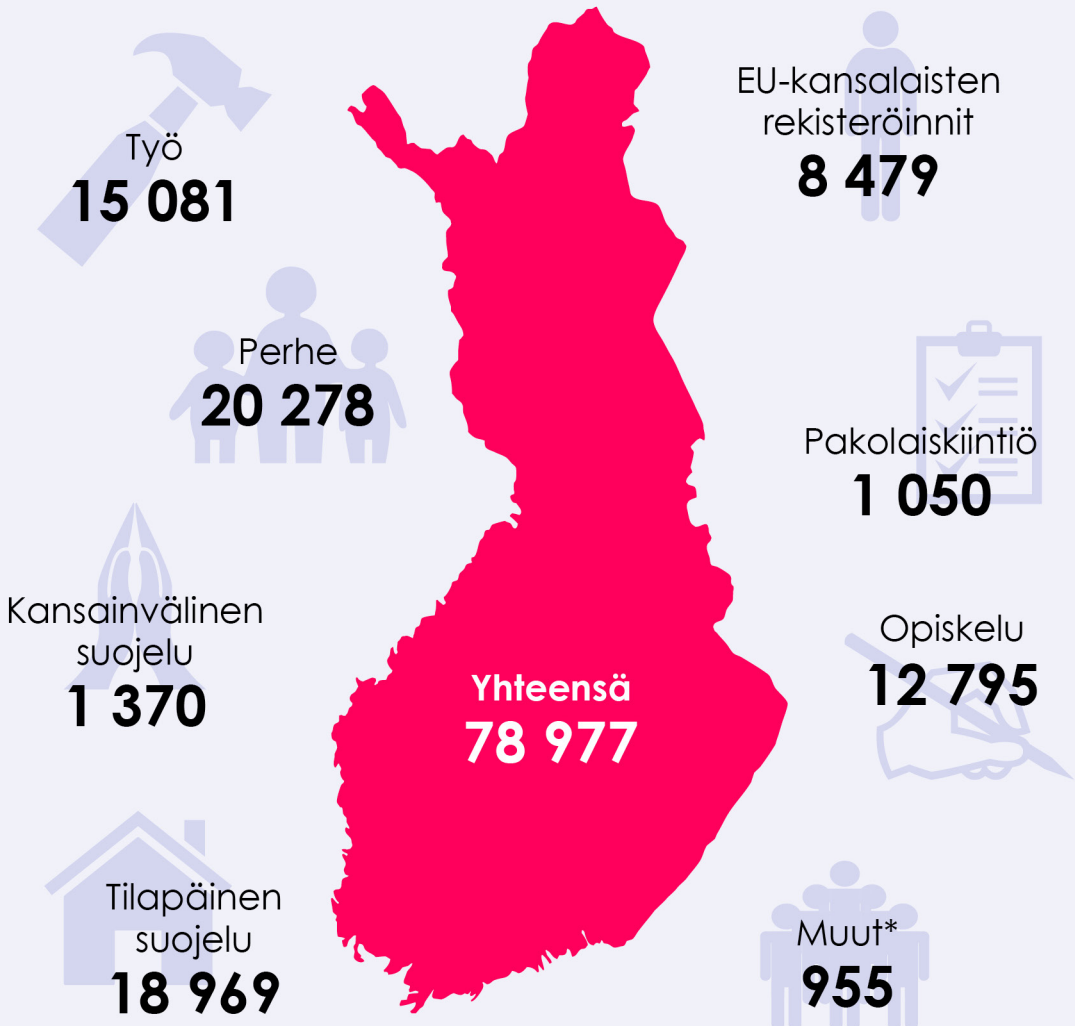 Työ
15 081
EU-kansalaisten
rekisteröinnit
8 479
Perhe
20 278
Pakolaiskiintiö
1 050
Kansainvälinen
suojelu
1 370
Opiskelu
12 795
Yhteensä
78 977
Tilapäinen
suojelu
18 969
Muut*
955